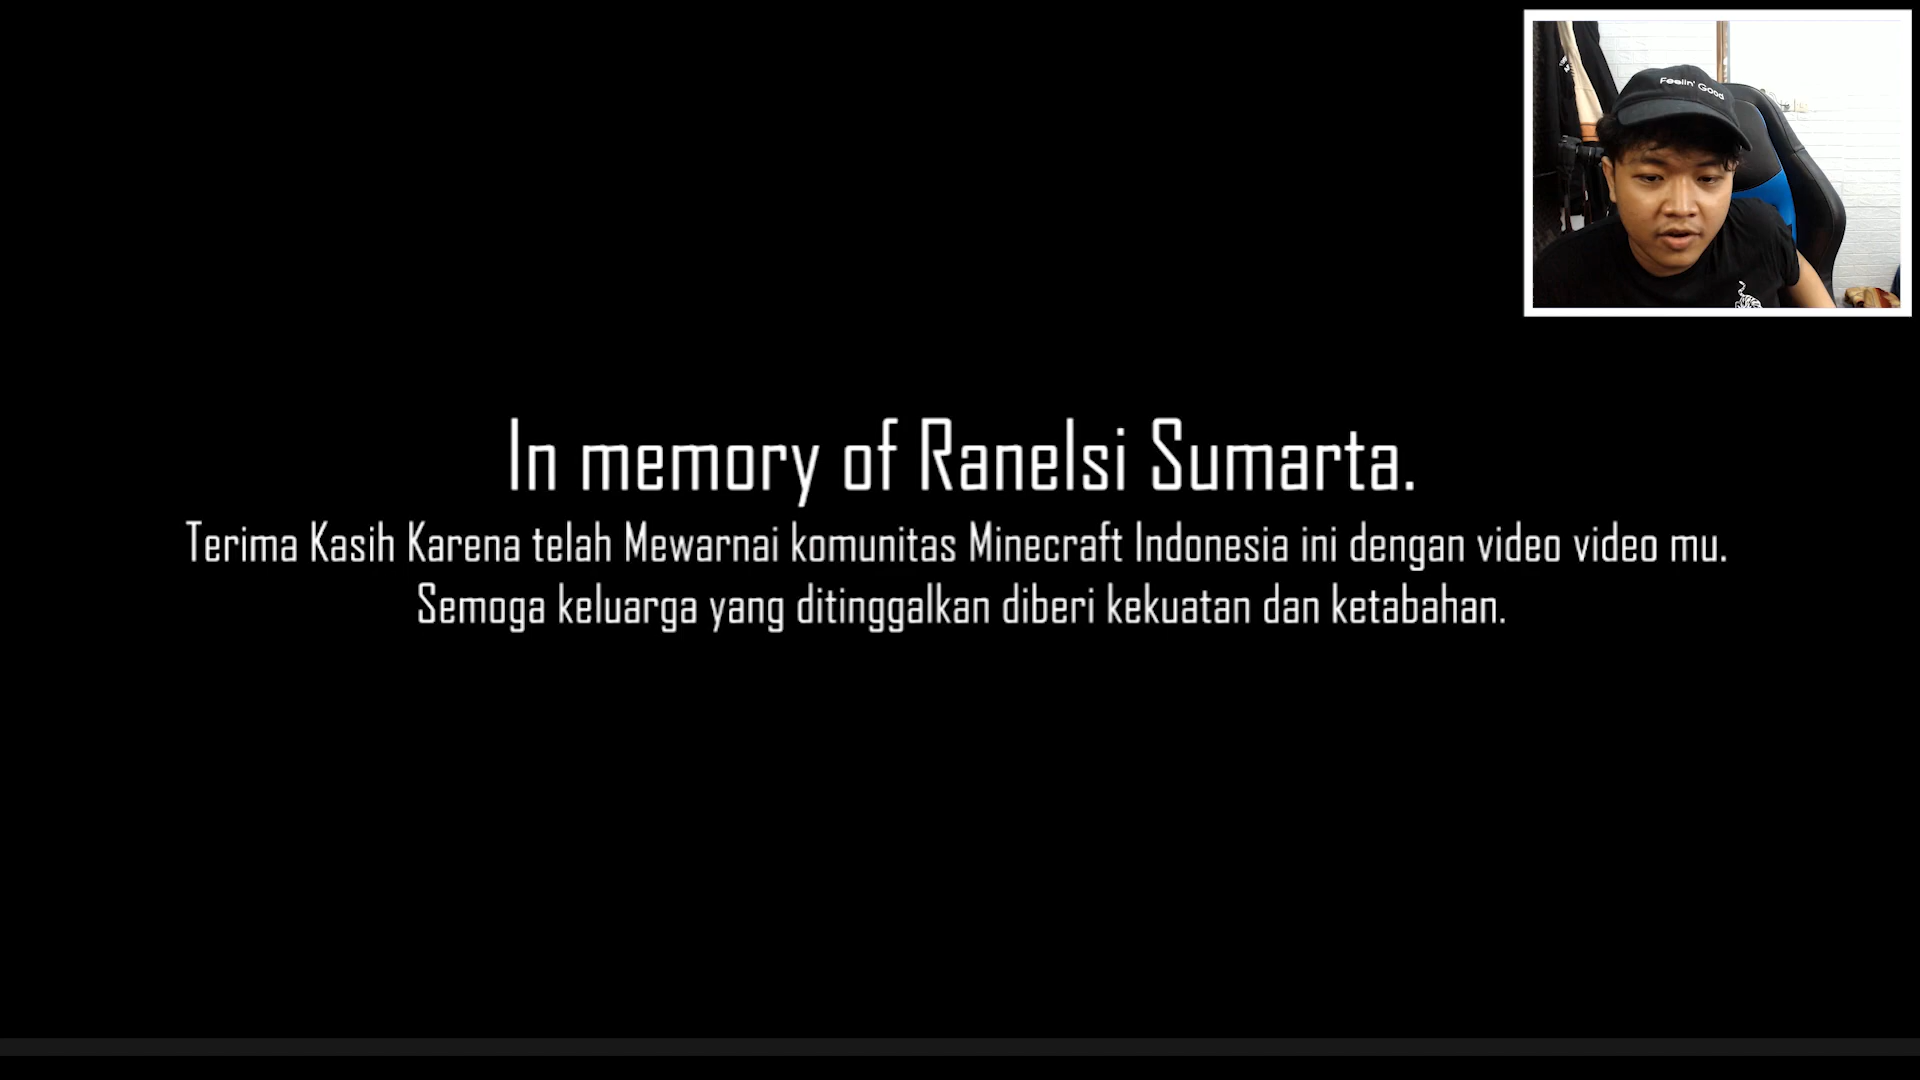 Feelin' Good
In memory of Ranelsi Sumarta.
Terima Kasih Karena telah Mewarnai komunitas Minecraft Indonesia ini dengan video video mu.
Semoga keluarga yang ditinggalkan diberi kekuatan dan ketabahan.